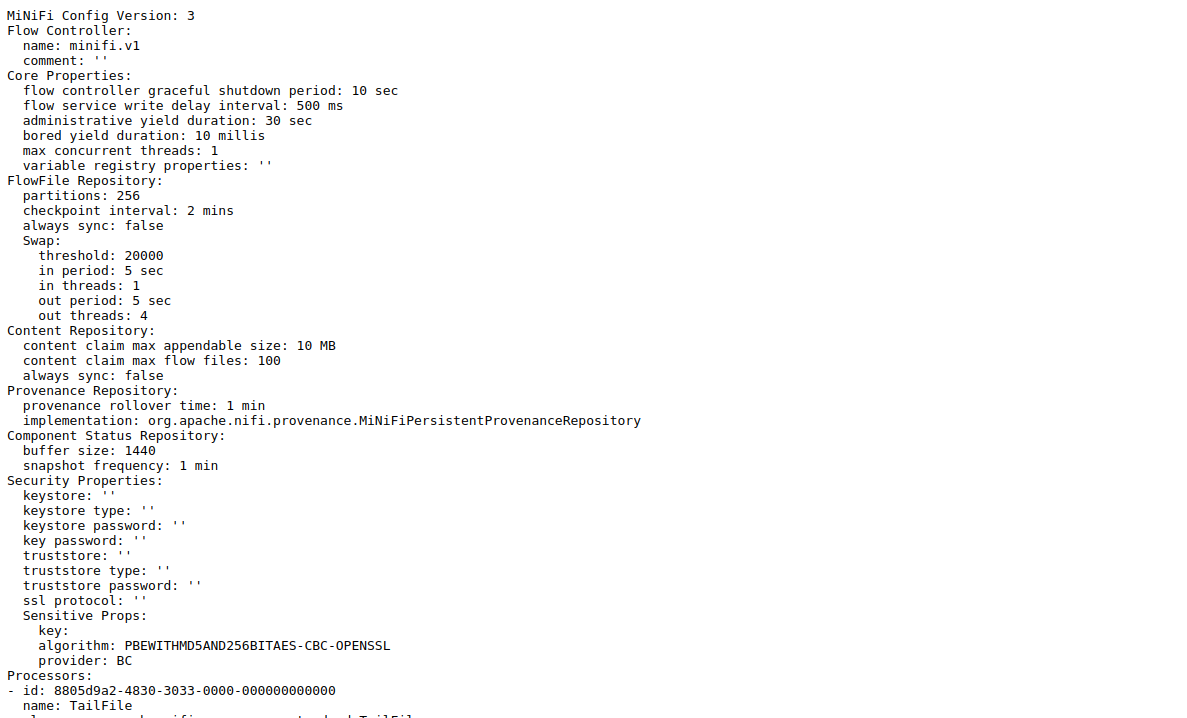 MiNiFi Config Version: 3
Flow Controller:
  name: minifi.v1
  comment: ''
Core Properties:
  flow controller graceful shutdown period: 10 sec
  flow service write delay interval: 500 ms
  administrative yield duration: 30 sec
  bored yield duration: 10 millis
  max concurrent threads: 1
  variable registry properties: ''
FlowFile Repository:
  partitions: 256
  checkpoint interval: 2 mins
  always sync: false
  Swap:
    threshold: 20000
    in period: 5 sec
    in threads: 1
    out period: 5 sec
    out threads: 4
Content Repository:
  content claim max appendable size: 10 MB
  content claim max flow files: 100
  always sync: false
Provenance Repository:
  provenance rollover time: 1 min
  implementation: org.apache.nifi.provenance.MiNiFiPersistentProvenanceRepository
Component Status Repository:
  buffer size: 1440
  snapshot frequency: 1 min
Security Properties:
  keystore: ''
  keystore type: ''
  keystore password: ''
  key password: ''
  truststore: ''
  truststore type: ''
  truststore password: ''
  ssl protocol: ''
  Sensitive Props:
    key:
    algorithm: PBEWITHMD5AND256BITAES-CBC-OPENSSL
    provider: BC
Processors:
- id: 8805d9a2-4830-3033-0000-000000000000
  name: TailFile